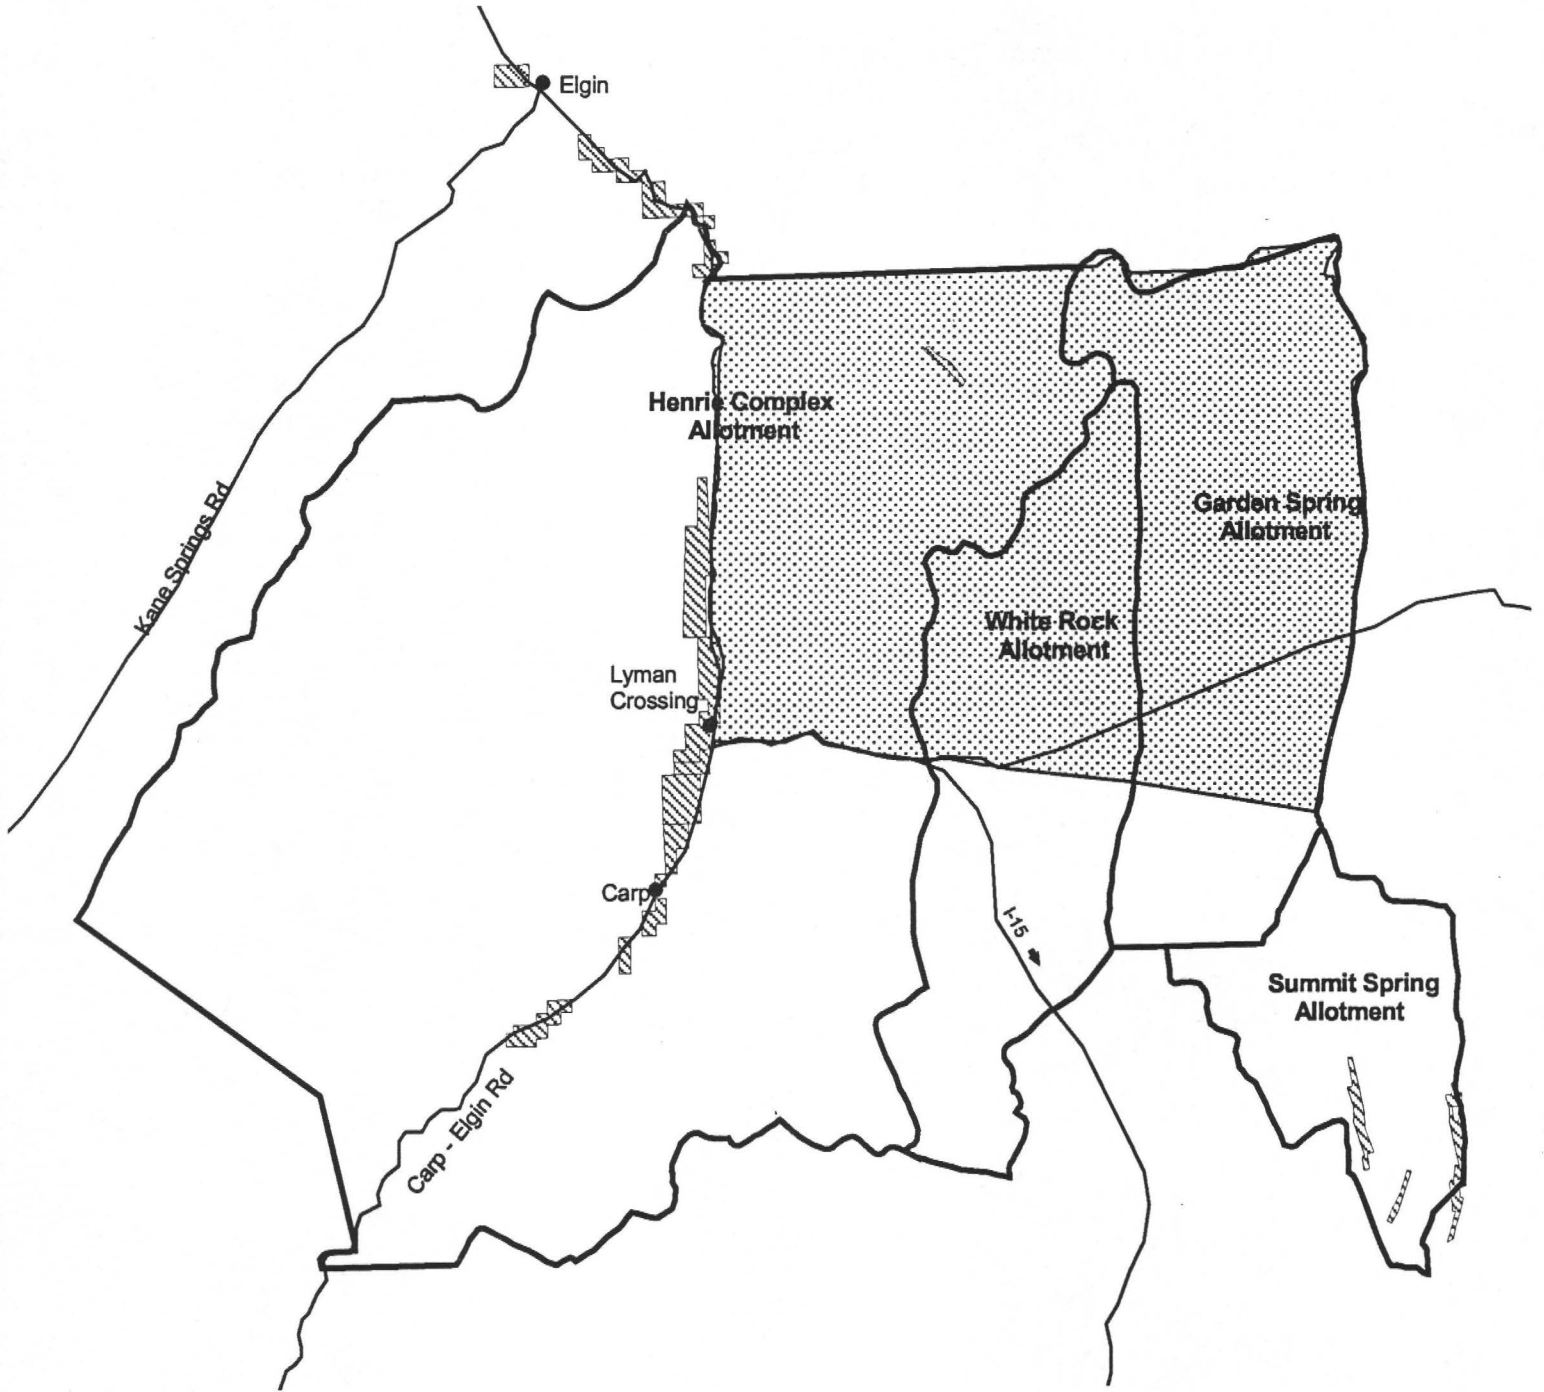 Elgin
Henrie Complex
Allotment
Kane Springs Rd
Garden Spring
Allotment
White Rock
Allotment
Lyman
Crossing
Carp
I-15
Summit Spring
Allotment
Carp - Elgin Rd